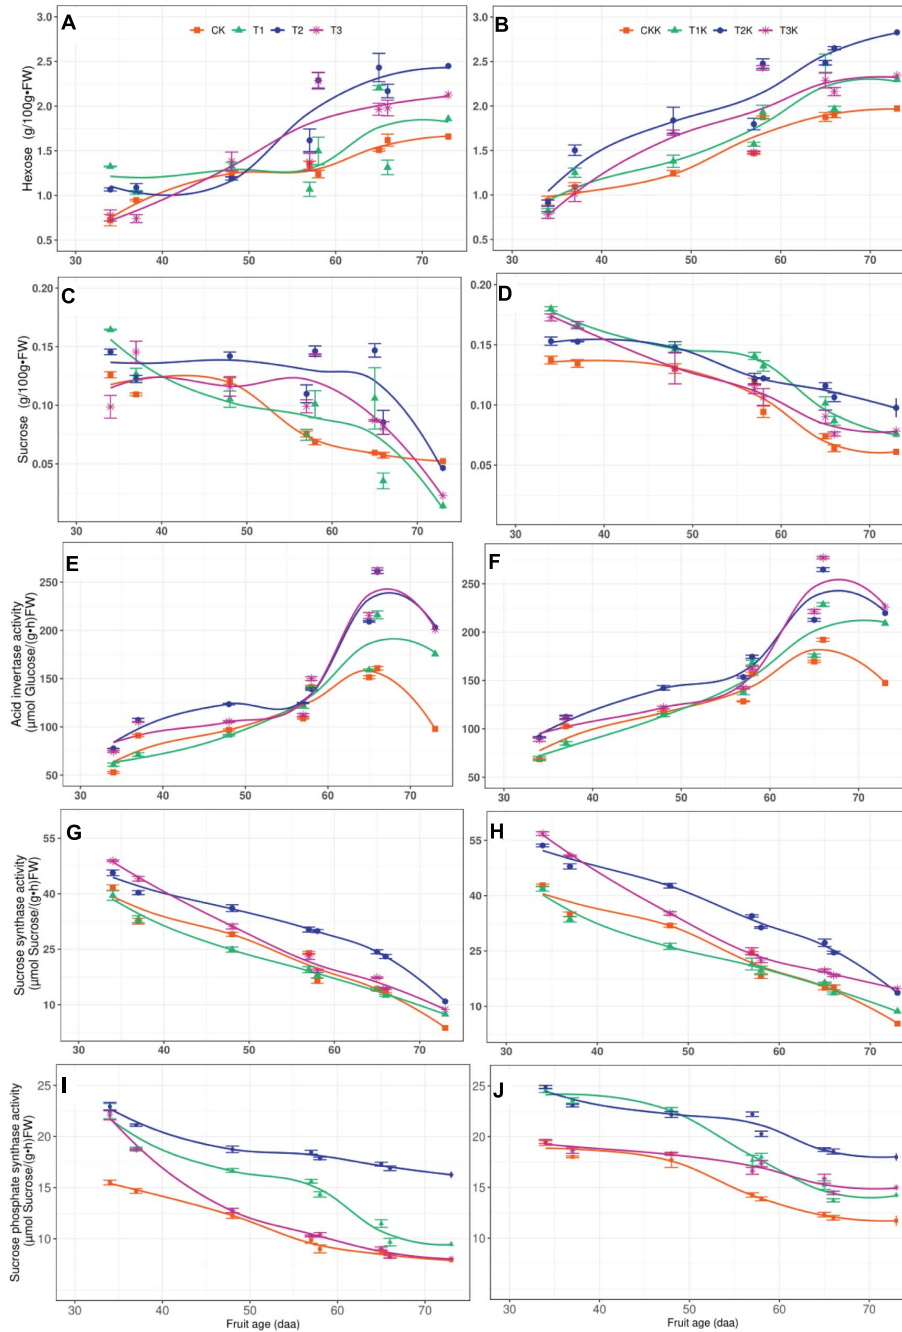 A
CK T1 T2 T3
Hexose (g/100g•FW)
3.0
2.5
2.0
1.5
1.0
0.5
30 40 50 60 70
B
CKK T1K T2K T3K
3.0
2.5
2.0
1.5
1.0
0.5
30 40 50 60 70
C
Sucrose (g/100g•FW)
0.20
0.15
0.10
0.05
30 40 50 60 70
D
0.20
0.15
0.10
0.05
30 40 50 60 70
E
Acid invertase activity
(µmol Glucose/(g•h)FW)
250
200
150
100
50
30 40 50 60 70
F
250
200
150
100
50
30 40 50 60 70
G
Sucrose synthase activity
(µmol Sucrose/(g•h)FW)
55
40
25
10
30 40 50 60 70
H
55
40
25
10
30 40 50 60 70
I
Sucrose phosphate synthase activity
(µmol Sucrose/(g•h)FW)
25
20
15
10
30 40 50 60 70
Fruit age (daa)
J
25
20
15
10
30 40 50 60 70
Fruit age (daa)